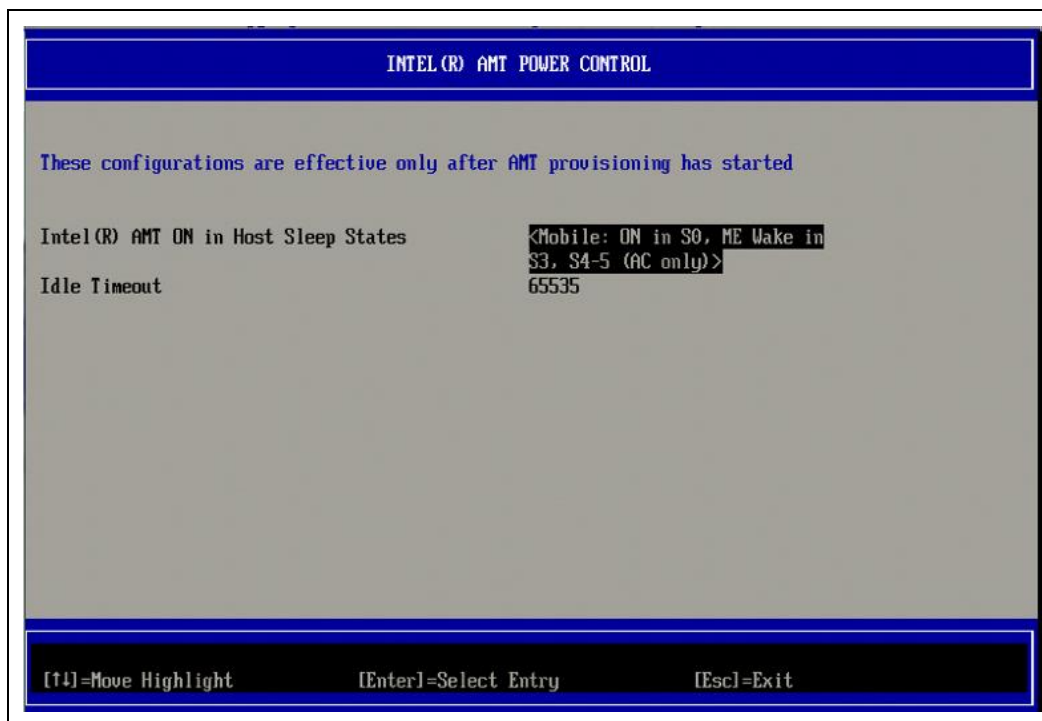 INTEL(R) AMT POWER CONTROL
These configurations are effective only after AMT provisioning has started
Intel(R) AMT ON in Host Sleep States <Mobile: ON in S0, ME Wake in
S3, S4-5 (AC only)>
Idle Timeout 65535
[↑↓]=Move Highlight [Enter]=Select Entry [Esc]=Exit